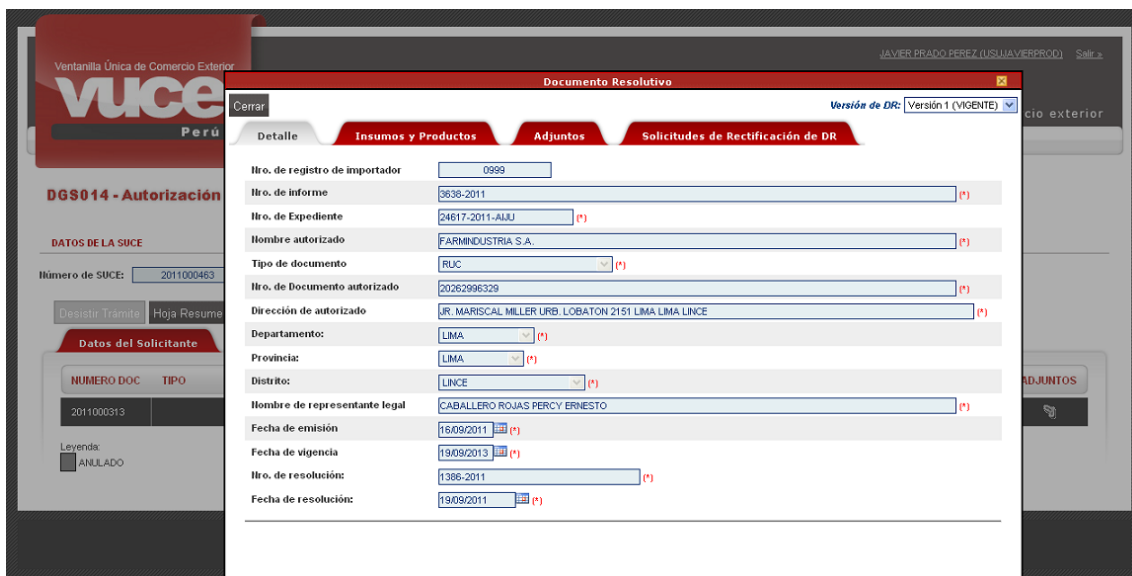 JAVIER PRADO PEREZ (USUJAVIERPROD) Salir »
Ventanilla Única de Comercio Exterior
vuce
Perú
cio exterior
Documento Resolutivo
Cerrar
Versión de DR: Versión 1 (VIGENTE)
Detalle Insumos y Productos Adjuntos Solicitudes de Rectificación de DR
Nro. de registro de importador 0999
Nro. de informe 3638-2011 (*)
Nro. de Expediente 24617-2011-AIJU (*)
Nombre autorizado FARMINDUSTRIA S.A. (*)
Tipo de documento RUC (*)
Nro. de Documento autorizado 20262996329 (*)
Dirección de autorizado JR. MARISCAL MILLER URB. LOBATON 2151 LIMA LIMA LINCE (*)
Departamento: LIMA (*)
Provincia: LIMA (*)
Distrito: LINCE (*)
Nombre de representante legal CABALLERO ROJAS PERCY ERNESTO (*)
Fecha de emisión 16/09/2011 (*)
Fecha de vigencia 19/09/2013 (*)
Nro. de resolución: 1386-2011 (*)
Fecha de resolución: 19/09/2011 (*)
DGS014 - Autorización
DATOS DE LA SUCE
Número de SUCE: 2011000463
Desistir Trámite Hoja Resume
Datos del Solicitante
NUMERO DOC TIPO ADJUNTOS
2011000313
Leyenda:
ANULADO